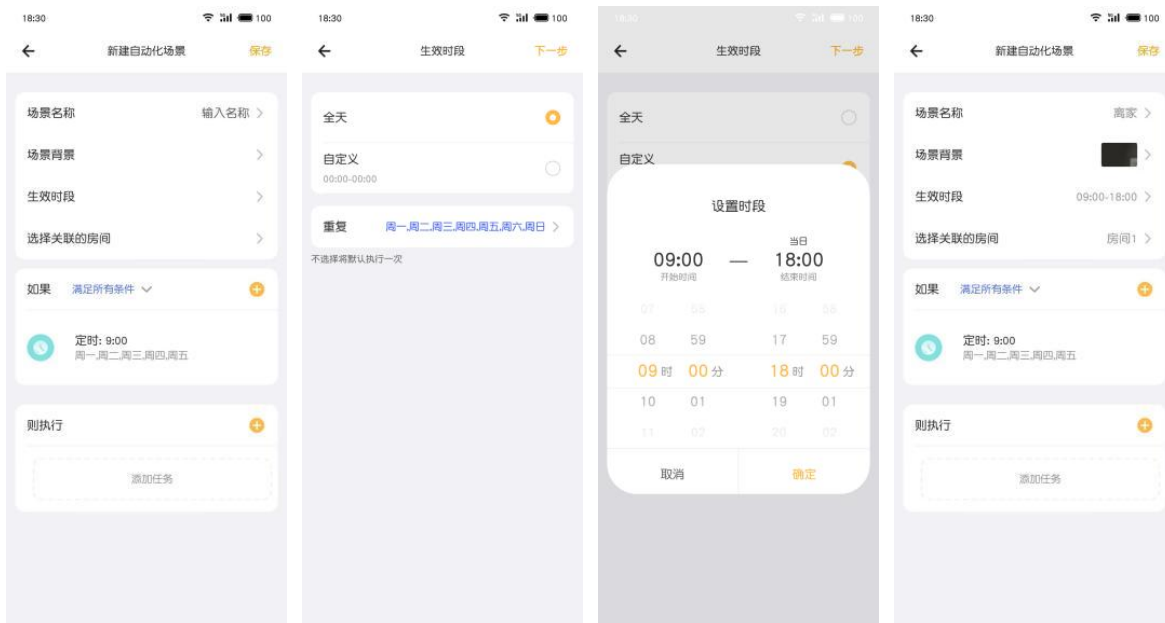 18:30
100
新建自动化场景
保存
场景名称
输入名称
场景背景
生效时段
选择关联的房间
如果
满足所有条件
定时: 9:00
周一,周二,周三,周四,周五
则执行
添加任务
18:30
100
生效时段
下一步
全天
自定义
00:00-00:00
重复
周一,周二,周三,周四,周五,周六,周日
不选择将默认执行一次
18:30
100
生效时段
下一步
全天
自定义
设置时段
当日
09:00 — 18:00
开始时间 结束时间
07 58 16 58
08 59 17 59
09 时 00 分 18 时 00 分
10 01 19 01
11 02 20 02
取消
确定
18:30
100
新建自动化场景
保存
场景名称
离家
场景背景
生效时段
09:00-18:00
选择关联的房间
房间1
如果
满足所有条件
定时: 9:00
周一,周二,周三,周四,周五
则执行
添加任务